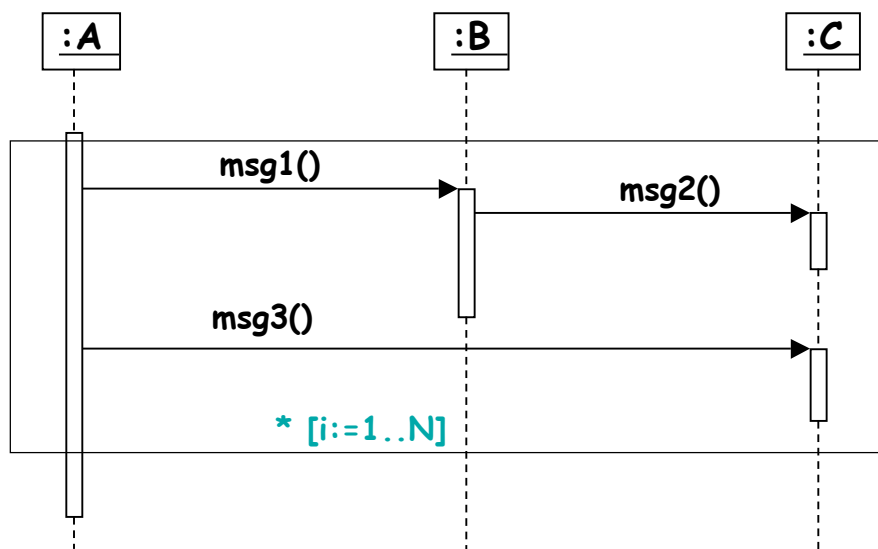 :A
:B
:C
msg1()
msg2()
msg3()
* [i:=1..N]